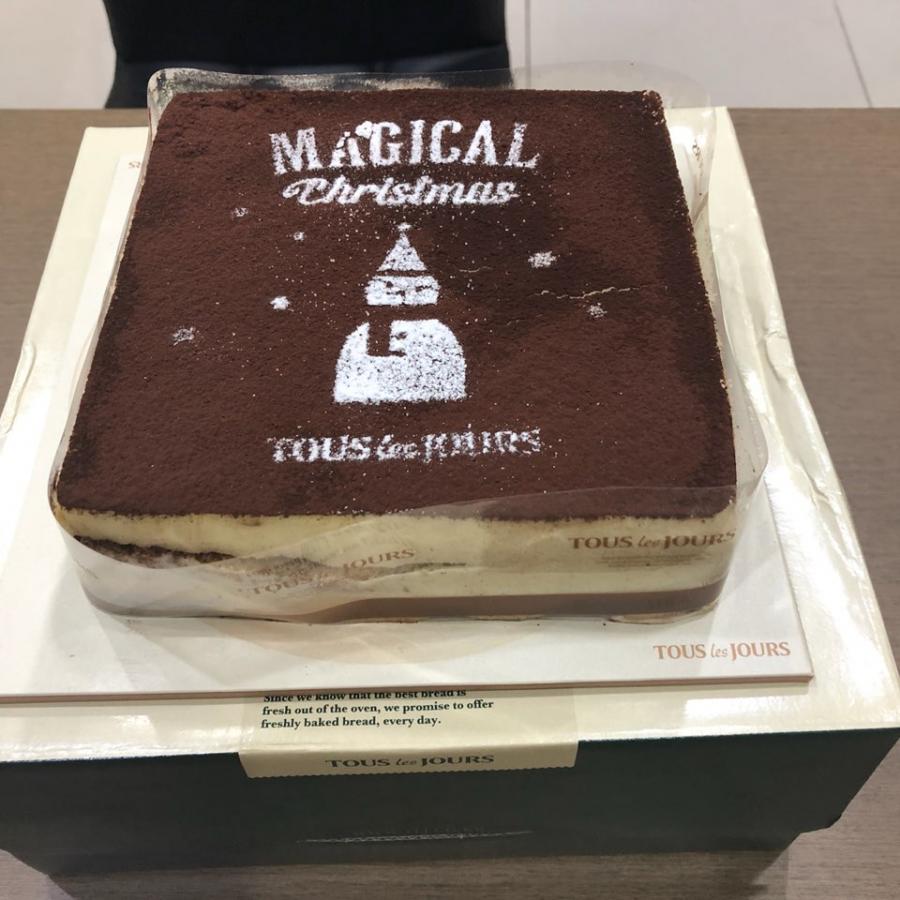 MAGICAL
Christmas
TOUS les JOURS
TOUS les JOURS
TOUS les JOURS
TOUS les JOURS
Since we know that the best bread is
fresh out of the oven, we promise to offer
freshly baked bread, every day.
TOUS les JOURS